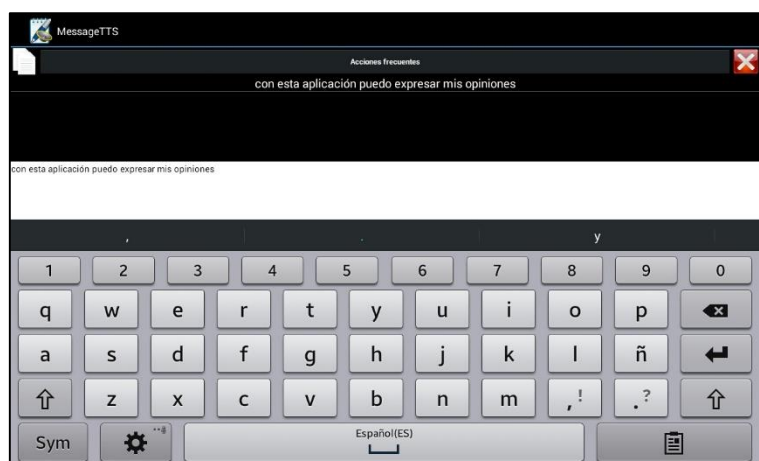 MessageTTS
Acciones frecuentes
con esta aplicación puedo expresar mis opiniones
con esta aplicación puedo expresar mis opiniones
, . y
1 2 3 4 5 6 7 8 9 0
q w e r t y u i o p
a s d f g h j k l ñ
z x c v b n m ,! .?
Sym Español(ES)